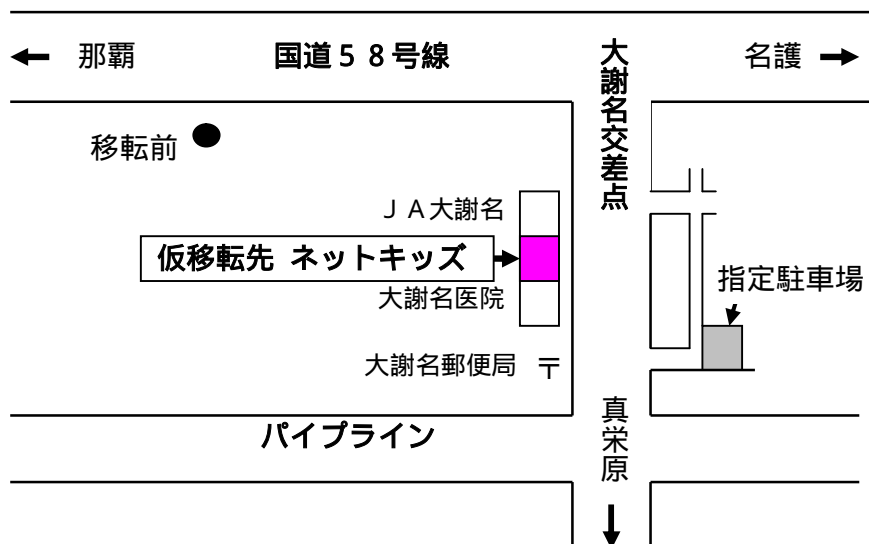 ← 那覇
国道５８号線
大謝名交差点
名護 →
移転前
ＪＡ大謝名
仮移転先 ネットキッズ
大謝名医院
指定駐車場
大謝名郵便局 〒
パイプライン
真栄原
↓